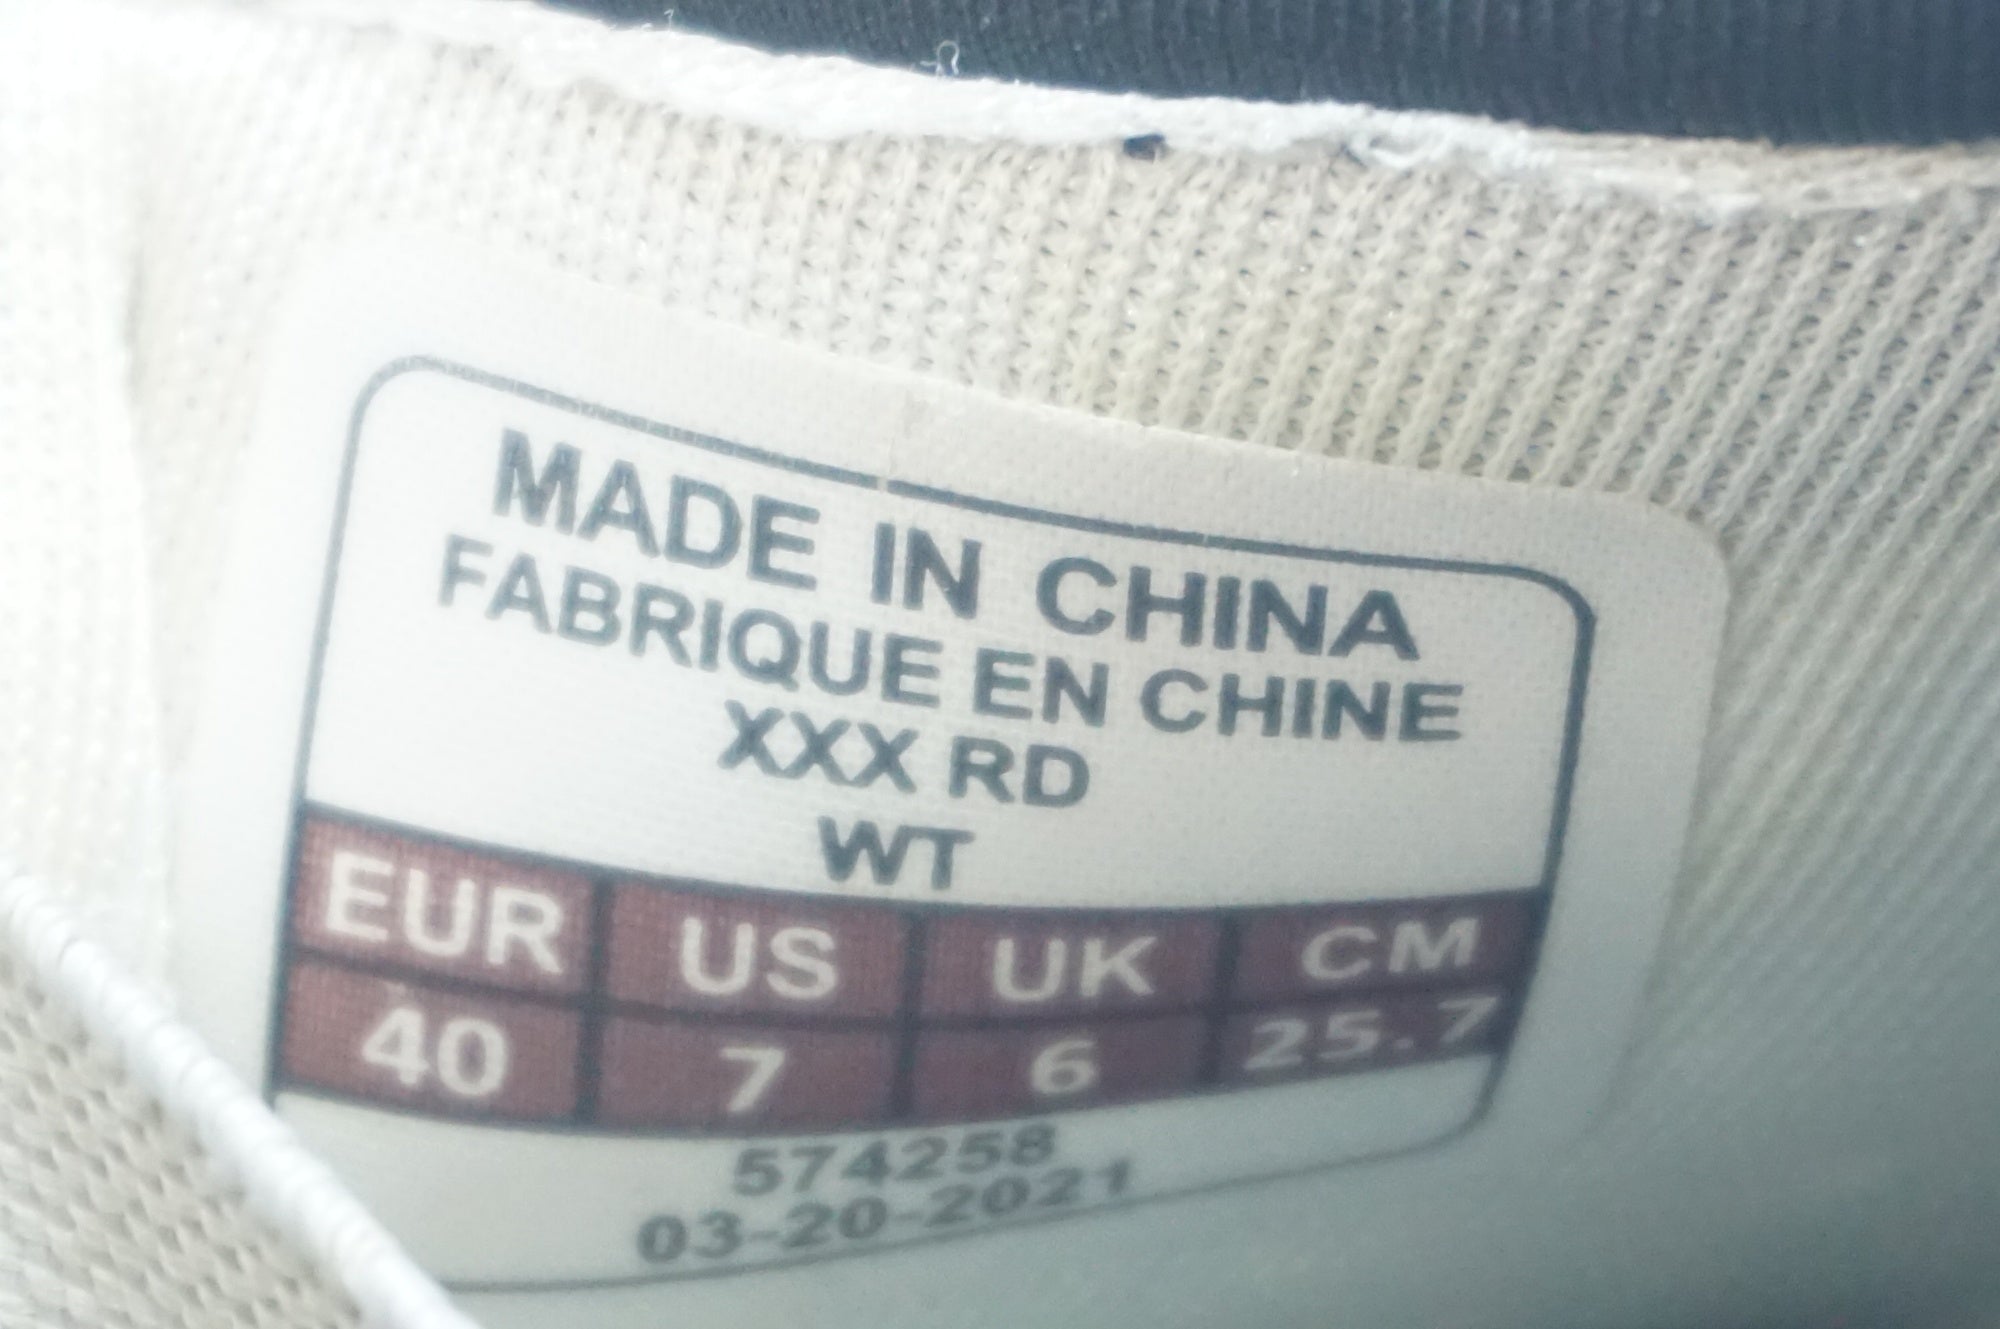 MADE IN CHINA
FABRIQUE EN CHINE
XXX RD
WT
EUR US UK CM
40 7 6 25.7
574258
03-20-2021